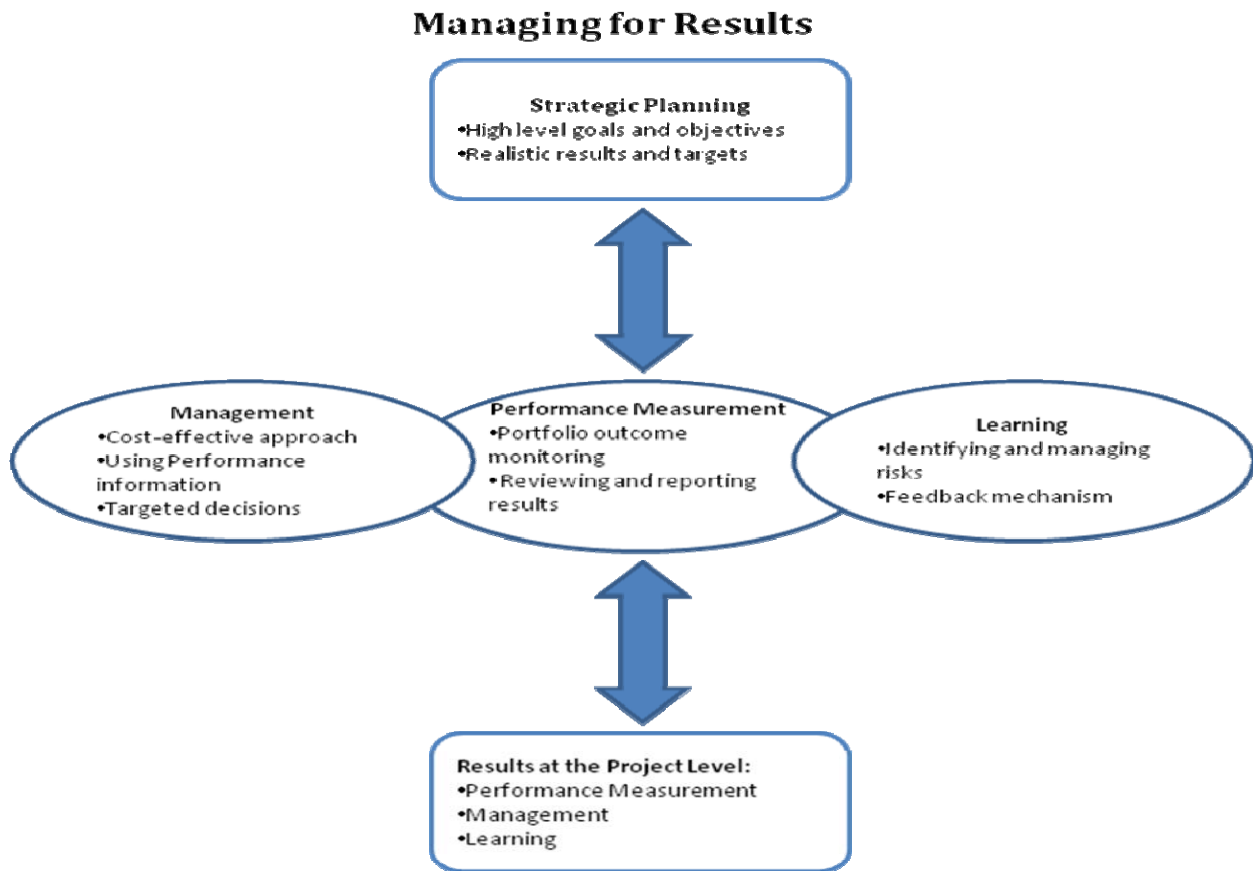 Managing for Results
Strategic Planning
•High level goals and objectives
•Realistic results and targets
Management
•Cost-effective approach
•Using Performance
information
•Targeted decisions
Performance Measurement
•Portfolio outcome
monitoring
•Reviewing and reporting
results
Learning
•Identifying and managing
risks
•Feedback mechanism
Results at the Project Level:
•Performance Measurement
•Management
•Learning